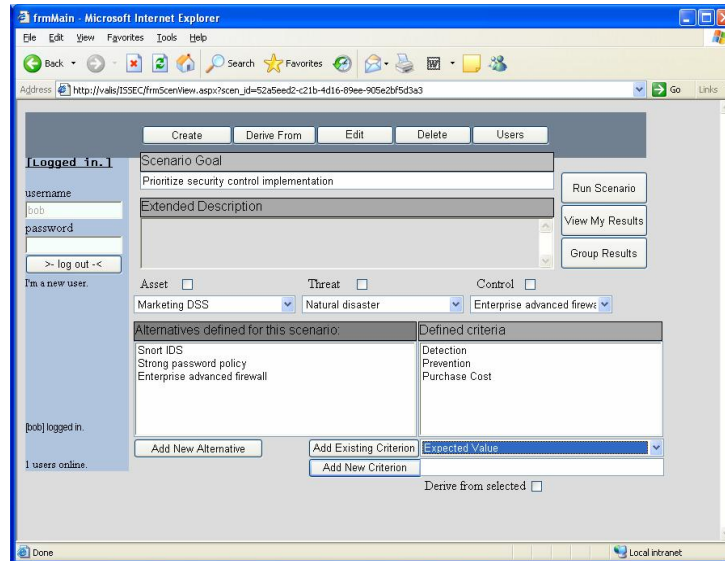 frmMain - Microsoft Internet Explorer
File Edit View Favorites Tools Help
Back Search Favorites W
Address http://valis/ISSEC/frmScenView.aspx?scen_id=52a5eed2-c21b-4d16-89ee-905e2bf5d3a3 Go Links
Create Derive From Edit Delete Users
[Logged in.]
Scenario Goal
Prioritize security control implementation
Run Scenario
username
bob
Extended Description
View My Results
password
Group Results
>- log out -<
I'm a new user.
Asset Threat Control
Marketing DSS Natural disaster Enterprise advanced firewa
Alternatives defined for this scenario: Defined criteria
Snort IDS Detection
Strong password policy Prevention
Enterprise advanced firewall Purchase Cost
[bob] logged in.
Add New Alternative Add Existing Criterion Expected Value
1 users online.
Add New Criterion
Derive from selected
Done Local intranet